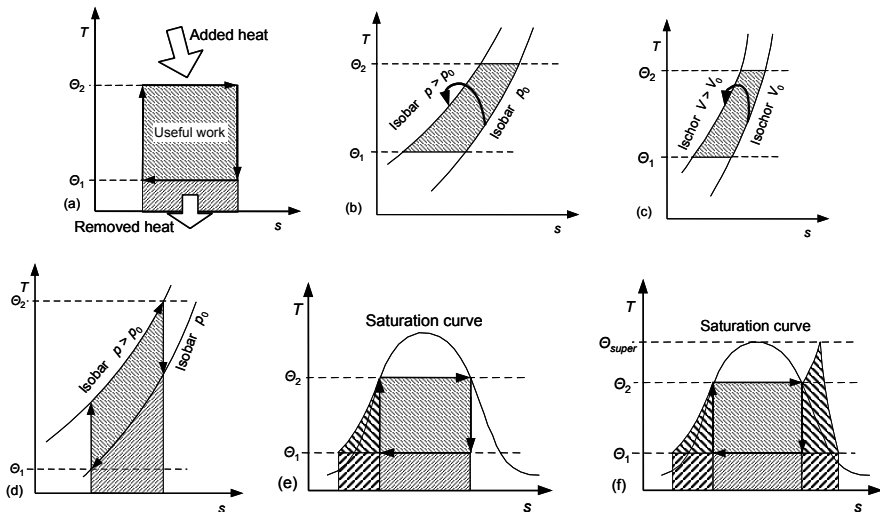 T
Added heat
Θ2
Useful work
Θ1
(a)
Removed heat
s
T
Θ2
Isobar p > p0
Isobar p0
Θ1
(b)
s
T
Θ2
Ischor V > V0
Isochor V0
Θ1
(c)
s
T
Θ2
Isobar p > p0
Isobar p0
Θ1
(d)
s
T
Saturation curve
Θ2
Θ1
(e)
s
T
Saturation curve
Θsuper
Θ2
Θ1
(f)
s